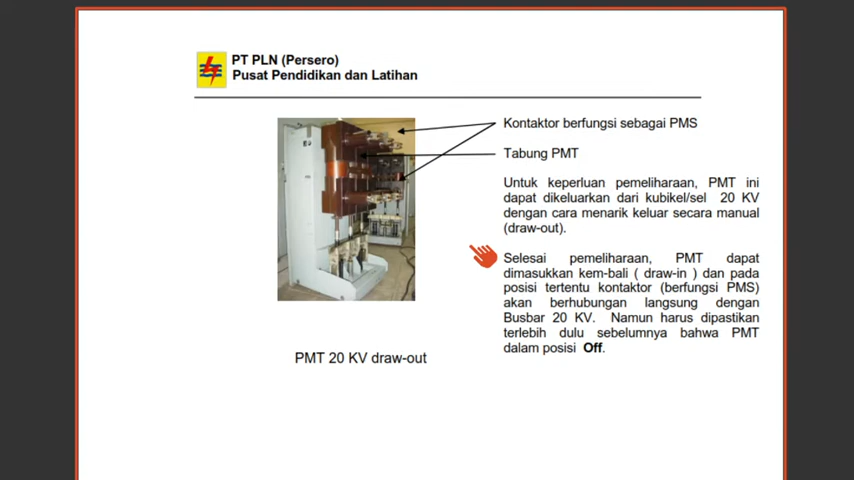 PT PLN (Persero)
Pusat Pendidikan dan Latihan
Kontaktor berfungsi sebagai PMS
Tabung PMT
Untuk keperluan pemeliharaan, PMT ini
dapat dikeluarkan dari kubikel/sel 20 KV
dengan cara menarik keluar secara manual
(draw-out).
Selesai pemeliharaan, PMT dapat
dimasukkan kem-bali ( draw-in ) dan pada
posisi tertentu kontaktor (berfungsi PMS)
akan berhubungan langsung dengan
Busbar 20 KV. Namun harus dipastikan
terlebih dulu sebelumnya bahwa PMT
dalam posisi Off.
PMT 20 KV draw-out